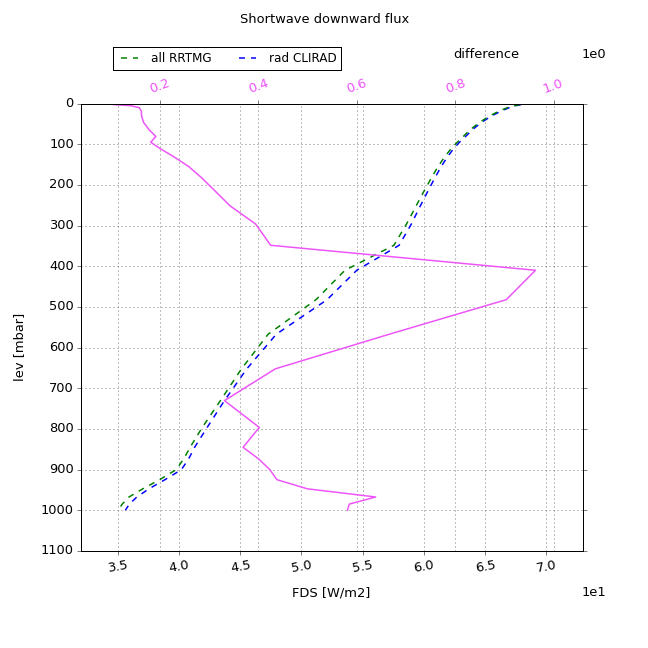 Shortwave downward flux
all RRTMG rad CLIRAD difference 1e0
0.2 0.4 0.6 0.8 1.0
0
100
200
300
400
500
600
700
800
900
1000
1100
lev [mbar]
3.5 4.0 4.5 5.0 5.5 6.0 6.5 7.0
FDS [W/m2] 1e1